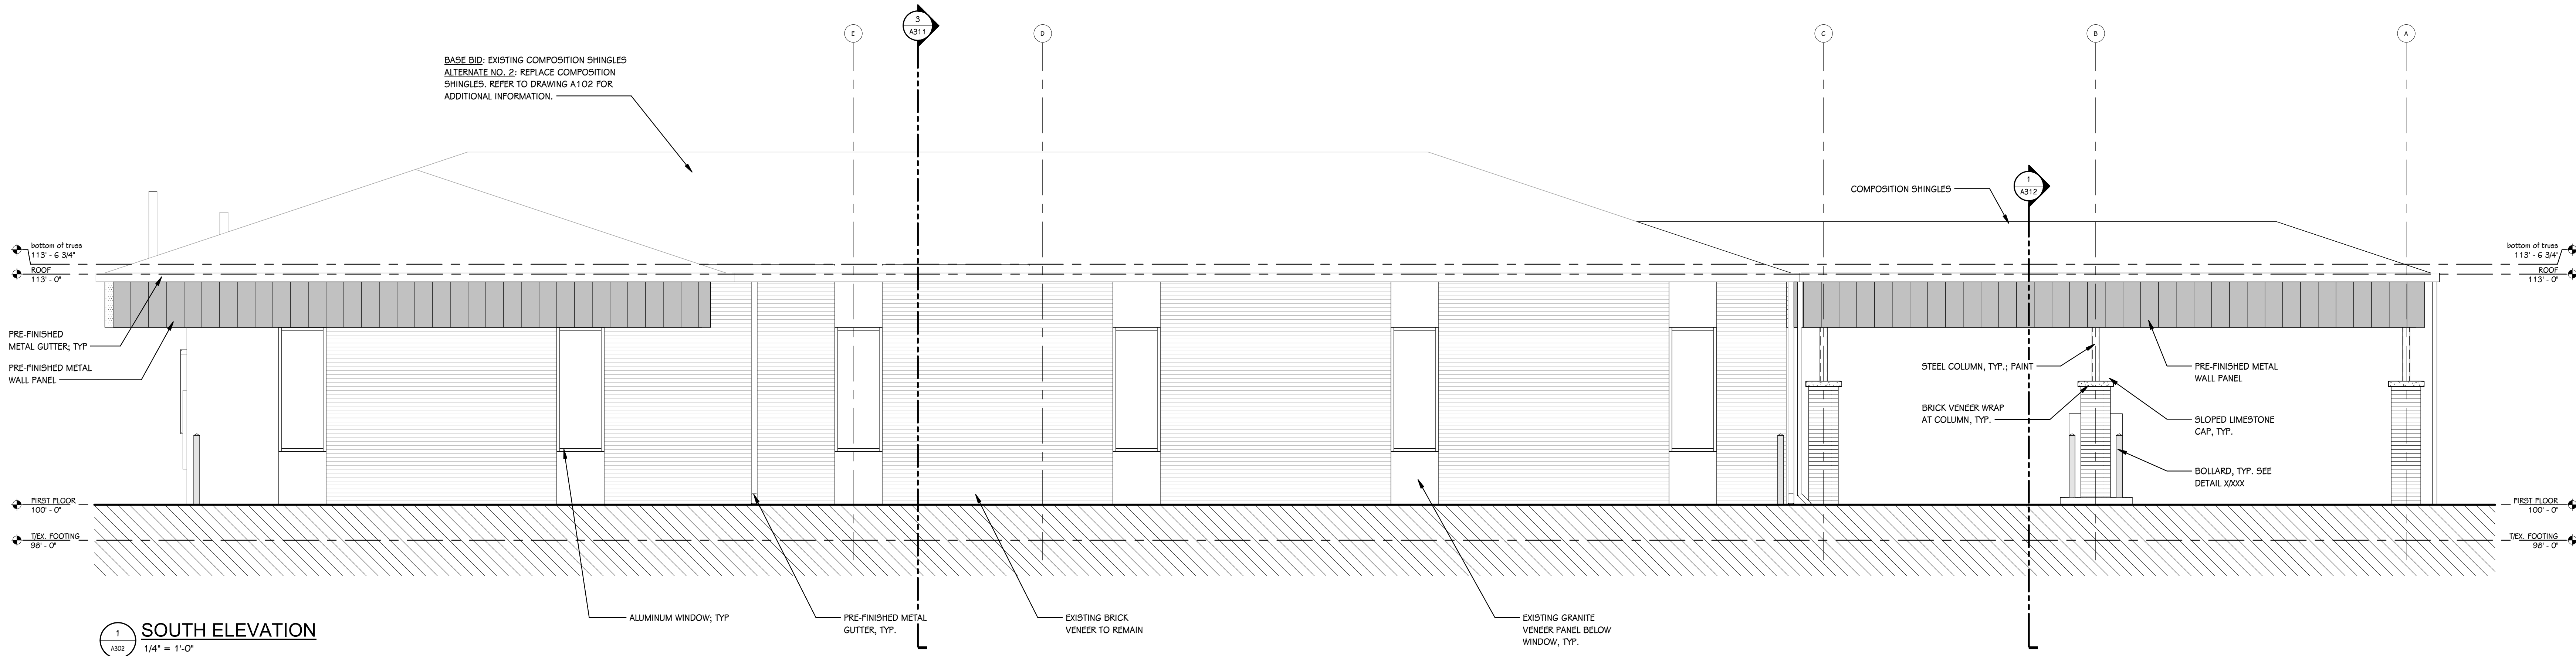 3
A311
E
D
C
B
A
BASE BID: EXISTING COMPOSITION SHINGLES
ALTERNATE NO. 2: REPLACE COMPOSITION
SHINGLES. REFER TO DRAWING A102 FOR
ADDITIONAL INFORMATION.
COMPOSITION SHINGLES
1
A312
bottom of truss
113' - 6 3/4"
ROOF
113' - 0"
bottom of truss
113' - 6 3/4"
ROOF
113' - 0"
PRE-FINISHED
METAL GUTTER; TYP
PRE-FINISHED METAL
WALL PANEL
STEEL COLUMN, TYP.; PAINT
PRE-FINISHED METAL
WALL PANEL
BRICK VENEER WRAP
AT COLUMN, TYP.
SLOPED LIMESTONE
CAP, TYP.
BOLLARD, TYP. SEE
DETAIL X/XXX
FIRST FLOOR
100' - 0"
T/EX. FOOTING
98' - 0"
FIRST FLOOR
100' - 0"
T/EX. FOOTING
98' - 0"
ALUMINUM WINDOW; TYP
PRE-FINISHED METAL
GUTTER, TYP.
EXISTING BRICK
VENEER TO REMAIN
EXISTING GRANITE
VENEER PANEL BELOW
WINDOW, TYP.
1
A302
SOUTH ELEVATION
1/4" = 1'-0"